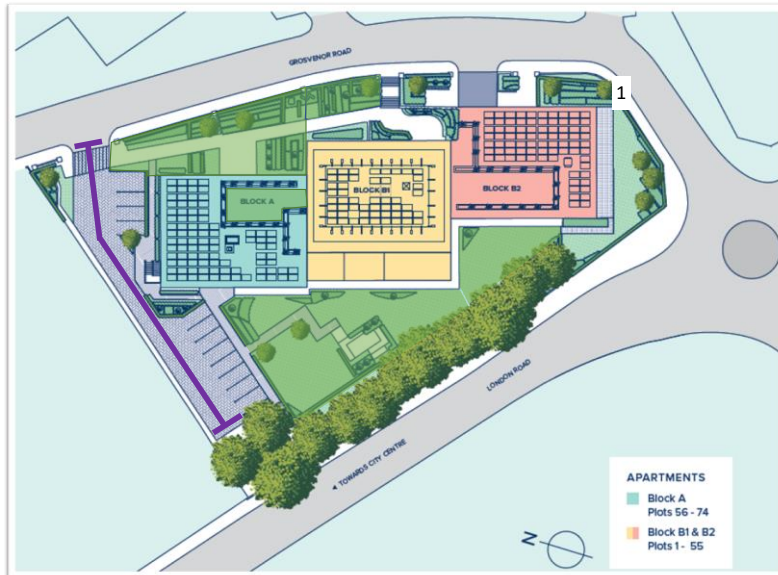 GROSVENOR ROAD
1
BLOCK B1
BLOCK B2
BLOCK A
LONDON ROAD
TOWARDS CITY CENTRE
APARTMENTS
Block A
Plots 56 - 74
Block B1 & B2
Plots 1 - 55
N